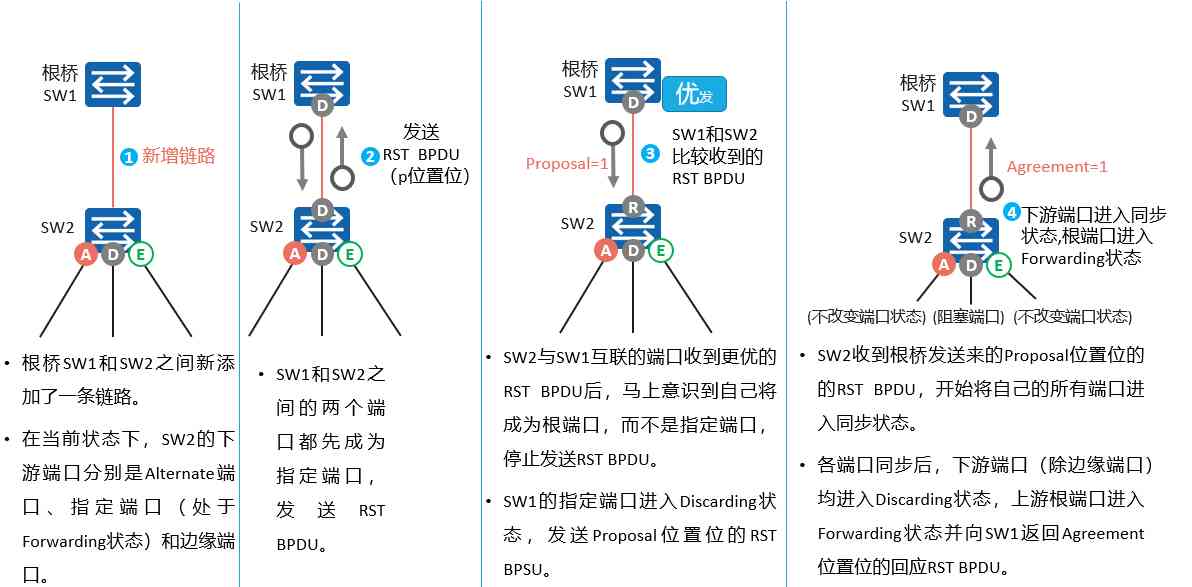 根桥
SW1
1 新增链路
SW2
A D E
• 根桥SW1和SW2之间新添
加了一条链路。
• 在当前状态下，SW2的下
游端口分别是Alternate端
口、指定端口（处于
Forwarding状态）和边缘端
口。
根桥
SW1
D
发送
2 RST BPDU
（p位置位）
D
SW2
A D E
• SW1和SW2之
间的两个端
口都先成为
指定端口，
发送RST
BPDU。
根桥
SW1
优发
D
Proposal=1
3 SW1和SW2
比较收到的
RST BPDU
R
SW2
A D E
• SW2与SW1互联的端口收到更优的
RST BPDU后，马上意识到自己将
成为根端口，而不是指定端口，
停止发送RST BPDU。
• SW1的指定端口进入Discarding状
态，发送Proposal位置位的RST
BPSU。
根桥
SW1
D
Agreement=1
R
4 下游端口进入同步
状态,根端口进入
Forwarding状态
SW2
A D E
(不改变端口状态) (阻塞端口) (不改变端口状态)
• SW2收到根桥发送来的Proposal位置位的
的RST BPDU，开始将自己的所有端口进
入同步状态。
• 各端口同步后，下游端口（除边缘端口）
均进入Discarding状态，上游根端口进入
Forwarding状态并向SW1返回Agreement
位置位的回应RST BPDU。